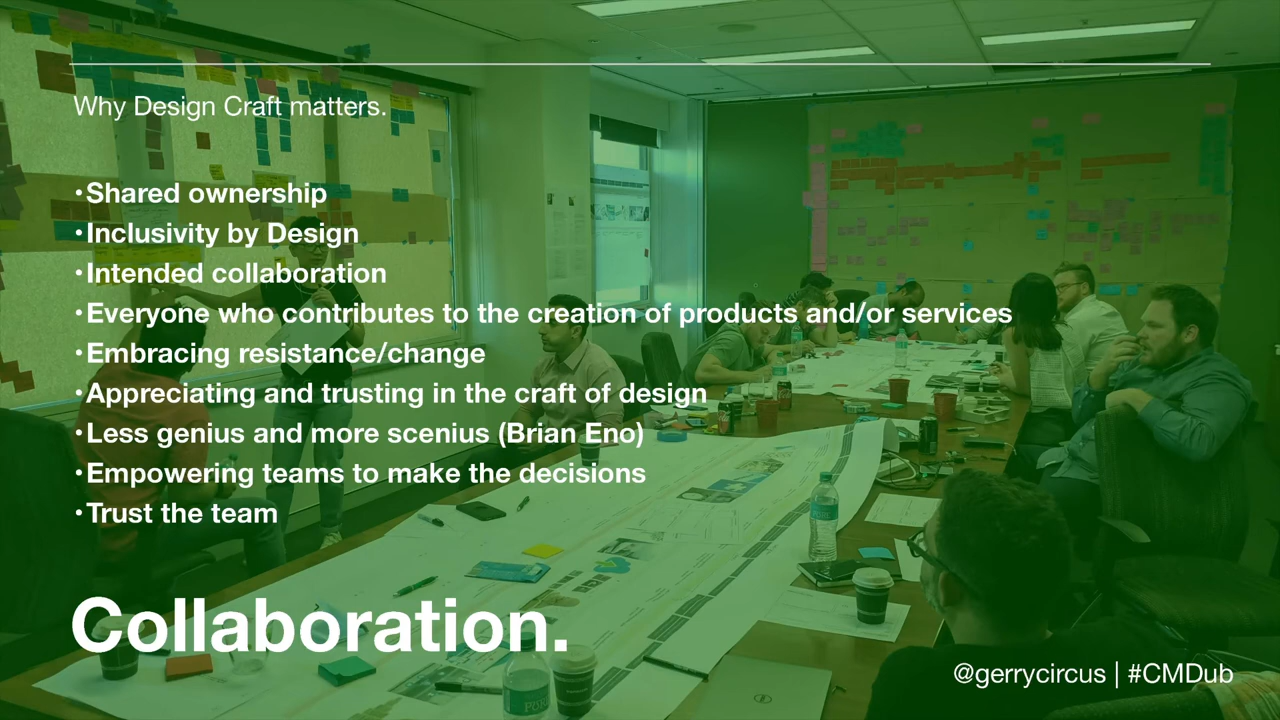 Why Design Craft matters.
•Shared ownership
•Inclusivity by Design
•Intended collaboration
•Everyone who contributes to the creation of products and/or services
•Embracing resistance/change
•Appreciating and trusting in the craft of design
•Less genius and more scenius (Brian Eno)
•Empowering teams to make the decisions
•Trust the team
Collaboration.
@gerrycircus | #CMDub